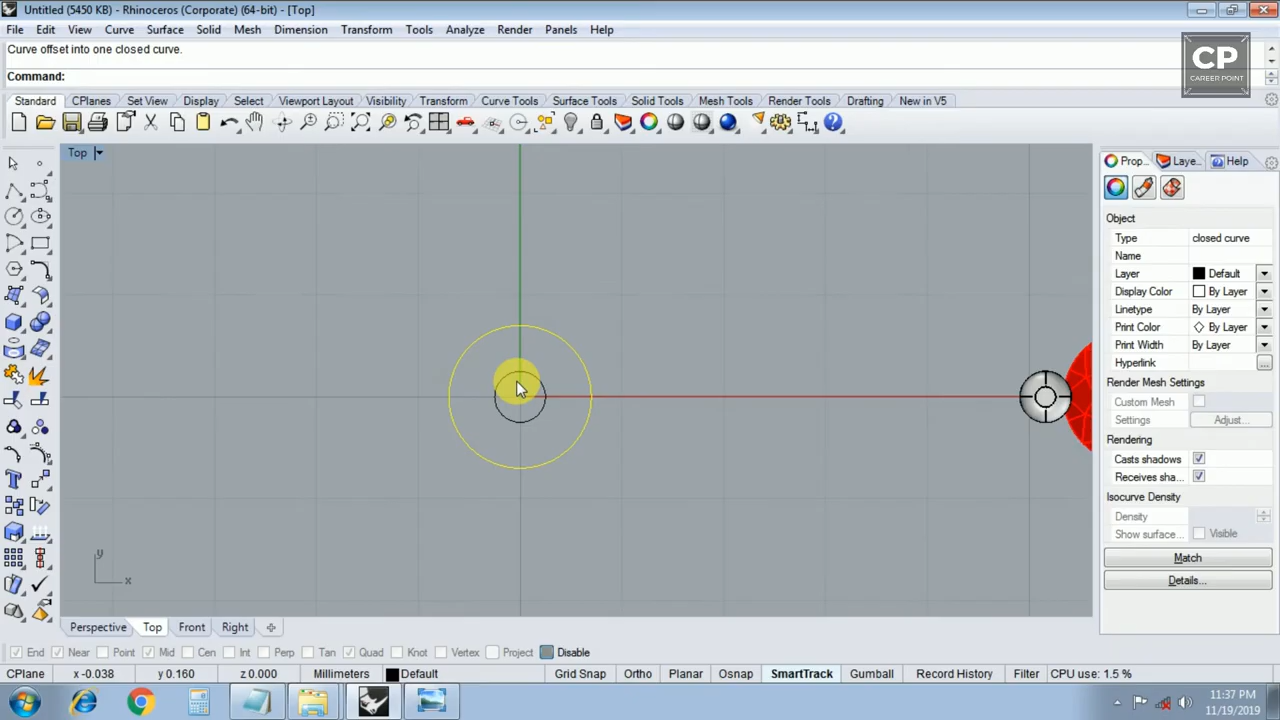 Untitled (5450 KB) - Rhinoceros (Corporate) (64-bit) - [Top]
File Edit View Curve Surface Solid Mesh Dimension Transform Tools Analyze Render Panels Help
Curve offset into one closed curve.
Command:
CP
CAREER POINT
Standard CPlanes Set View Display Select Viewport Layout Visibility Transform Curve Tools Surface Tools Solid Tools Mesh Tools Render Tools Drafting New in V5
Top
Prop... Laye... Help
Object
Type closed curve
Name
Layer Default
Display Color By Layer
Linetype By Layer
Print Color By Layer
Print Width By Layer
Hyperlink ...
Render Mesh Settings
Custom Mesh
Settings Adjust...
Rendering
Casts shadows
Receives sha...
Isocurve Density
Density
Show surface...
Match
Details...
y
x
Perspective Top Front Right
End Near Point Mid Cen Int Perp Tan Quad Knot Vertex Project Disable
CPlane x -0.038 y 0.160 z 0.000 Millimeters Default Grid Snap Ortho Planar Osnap SmartTrack Gumball Record History Filter CPU use: 1.5 %
11:37 PM
11/19/2019